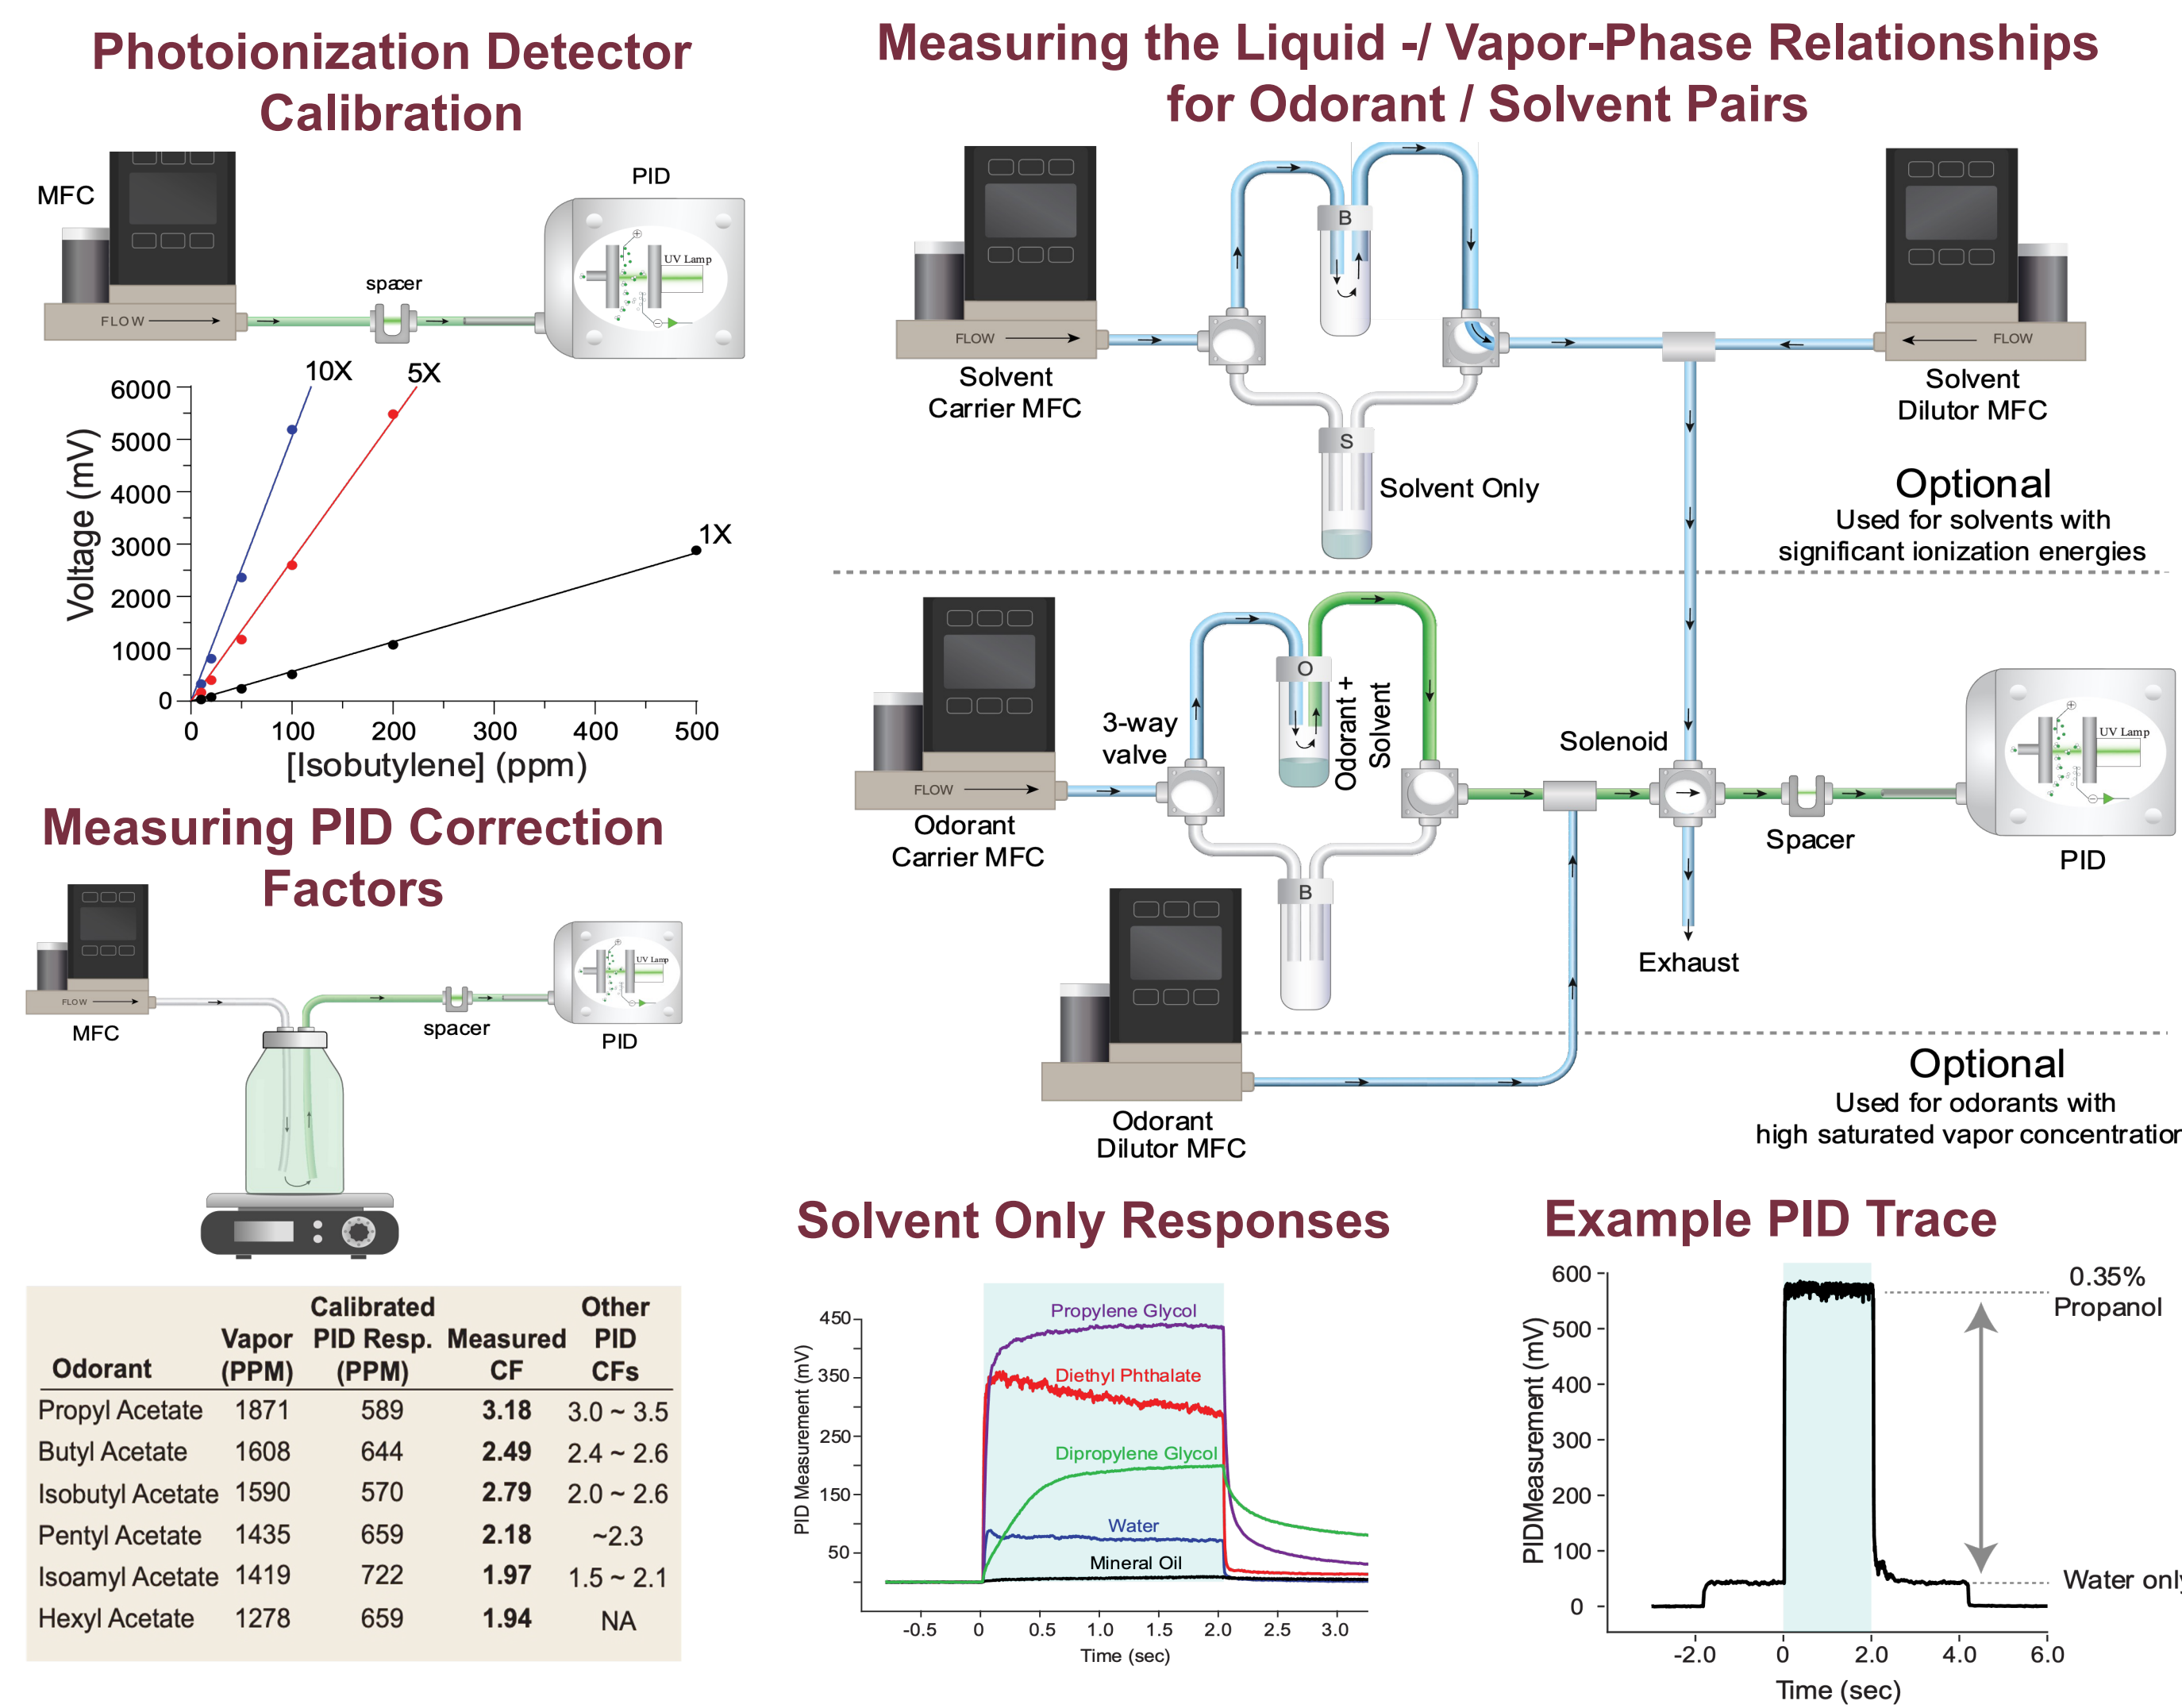 Photoionization Detector
Calibration
MFC
PID
spacer
UV Lamp
FLOW
10X
5X
1X
6000
5000
4000
3000
2000
1000
0
Voltage (mV)
0 100 200 300 400 500
[Isobutylene] (ppm)
Measuring PID Correction
Factors
UV Lamp
FLOW
MFC
spacer
PID
Odorant Vapor (PPM) Calibrated PID Resp. (PPM) Measured CF Other PID CFs
Propyl Acetate 1871 589 3.18 3.0 ~ 3.5
Butyl Acetate 1608 644 2.49 2.4 ~ 2.6
Isobutyl Acetate 1590 570 2.79 2.0 ~ 2.6
Pentyl Acetate 1435 659 2.18 ~2.3
Isoamyl Acetate 1419 722 1.97 1.5 ~ 2.1
Hexyl Acetate 1278 659 1.94 NA
Measuring the Liquid -/ Vapor-Phase Relationships
for Odorant / Solvent Pairs
B
FLOW
FLOW
Solvent
Carrier MFC
Solvent
Dilutor MFC
S
Solvent Only
Optional
Used for solvents with
significant ionization energies
O
Odorant +
Solvent
3-way
valve
Solenoid
UV Lamp
FLOW
Odorant
Carrier MFC
Spacer
PID
B
Exhaust
Optional
Used for odorants with
high saturated vapor concentration
Odorant
Dilutor MFC
Solvent Only Responses
450
350
250
150
50
PID Measurement (mV)
Propylene Glycol
Diethyl Phthalate
Dipropylene Glycol
Water
Mineral Oil
-0.5 0 0.5 1.0 1.5 2.0 2.5 3.0
Time (sec)
Example PID Trace
600
500
400
300
200
100
0
PIDMeasurement (mV)
0.35%
Propanol
Water only
-2.0 0 2.0 4.0 6.0
Time (sec)